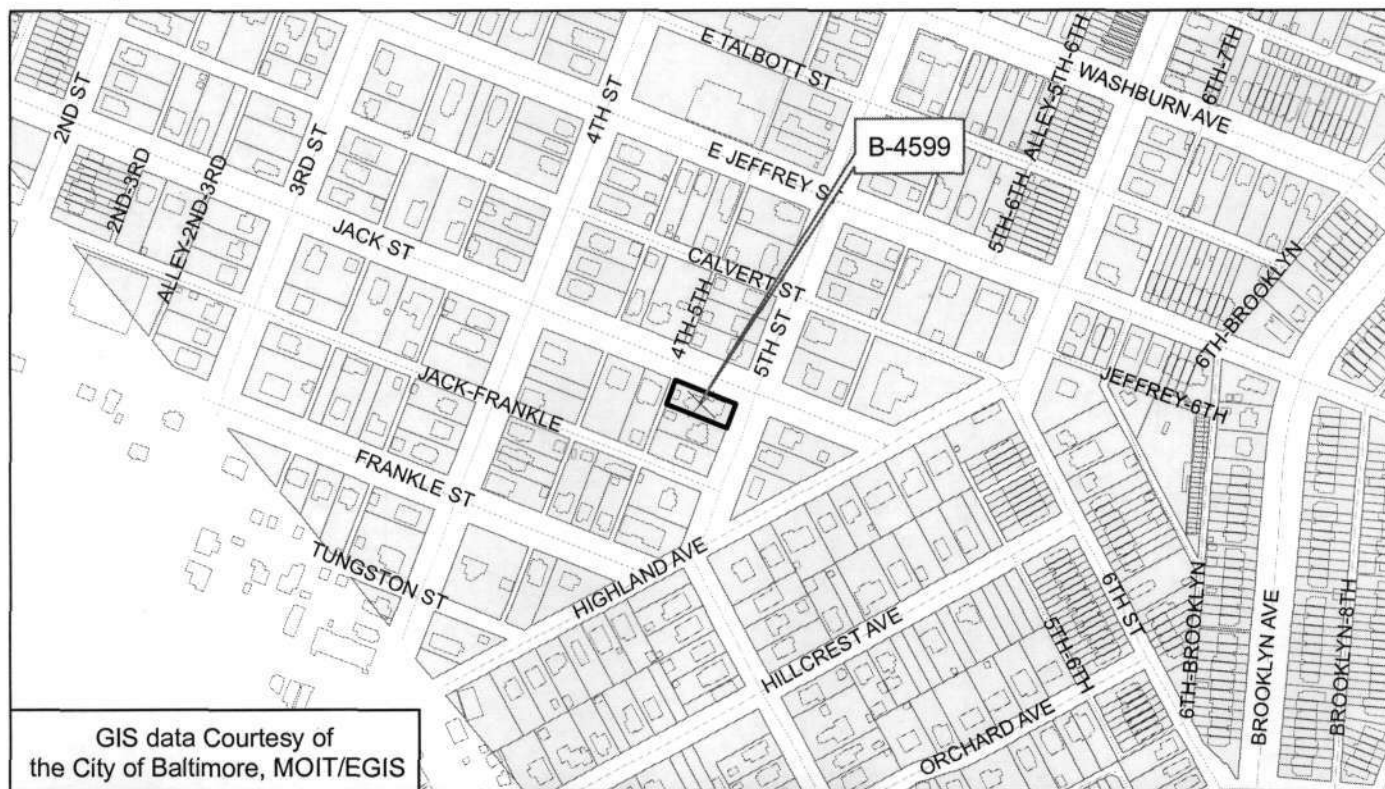 E TALBOTT ST
WASHBURN AVE
6TH-7TH
2ND ST
4TH ST
ALLEY-5TH-6TH
B-4599
E JEFFREY ST
2ND-3RD
ALLEY-2ND-3RD
3RD ST
JACK ST
5TH-6TH
CALVERT ST
4TH-5TH
5TH ST
6TH-BROOKLYN
JEFFREY-6TH
JACK-FRANKLE
FRANKLE ST
TUNGSTON ST
HIGHLAND AVE
HILLCREST AVE
6TH ST
5TH-6TH
6TH-BROOKLYN
BROOKLYN AVE
BROOKLYN-8TH
ORCHARD AVE
GIS data Courtesy of
the City of Baltimore, MOIT/EGIS